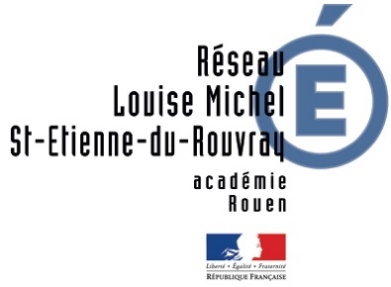 Réseau
Louise Michel
St-Etienne-du-Rouvray
É
académie
Rouen
Liberté • Égalité • Fraternité
RÉPUBLIQUE FRANÇAISE